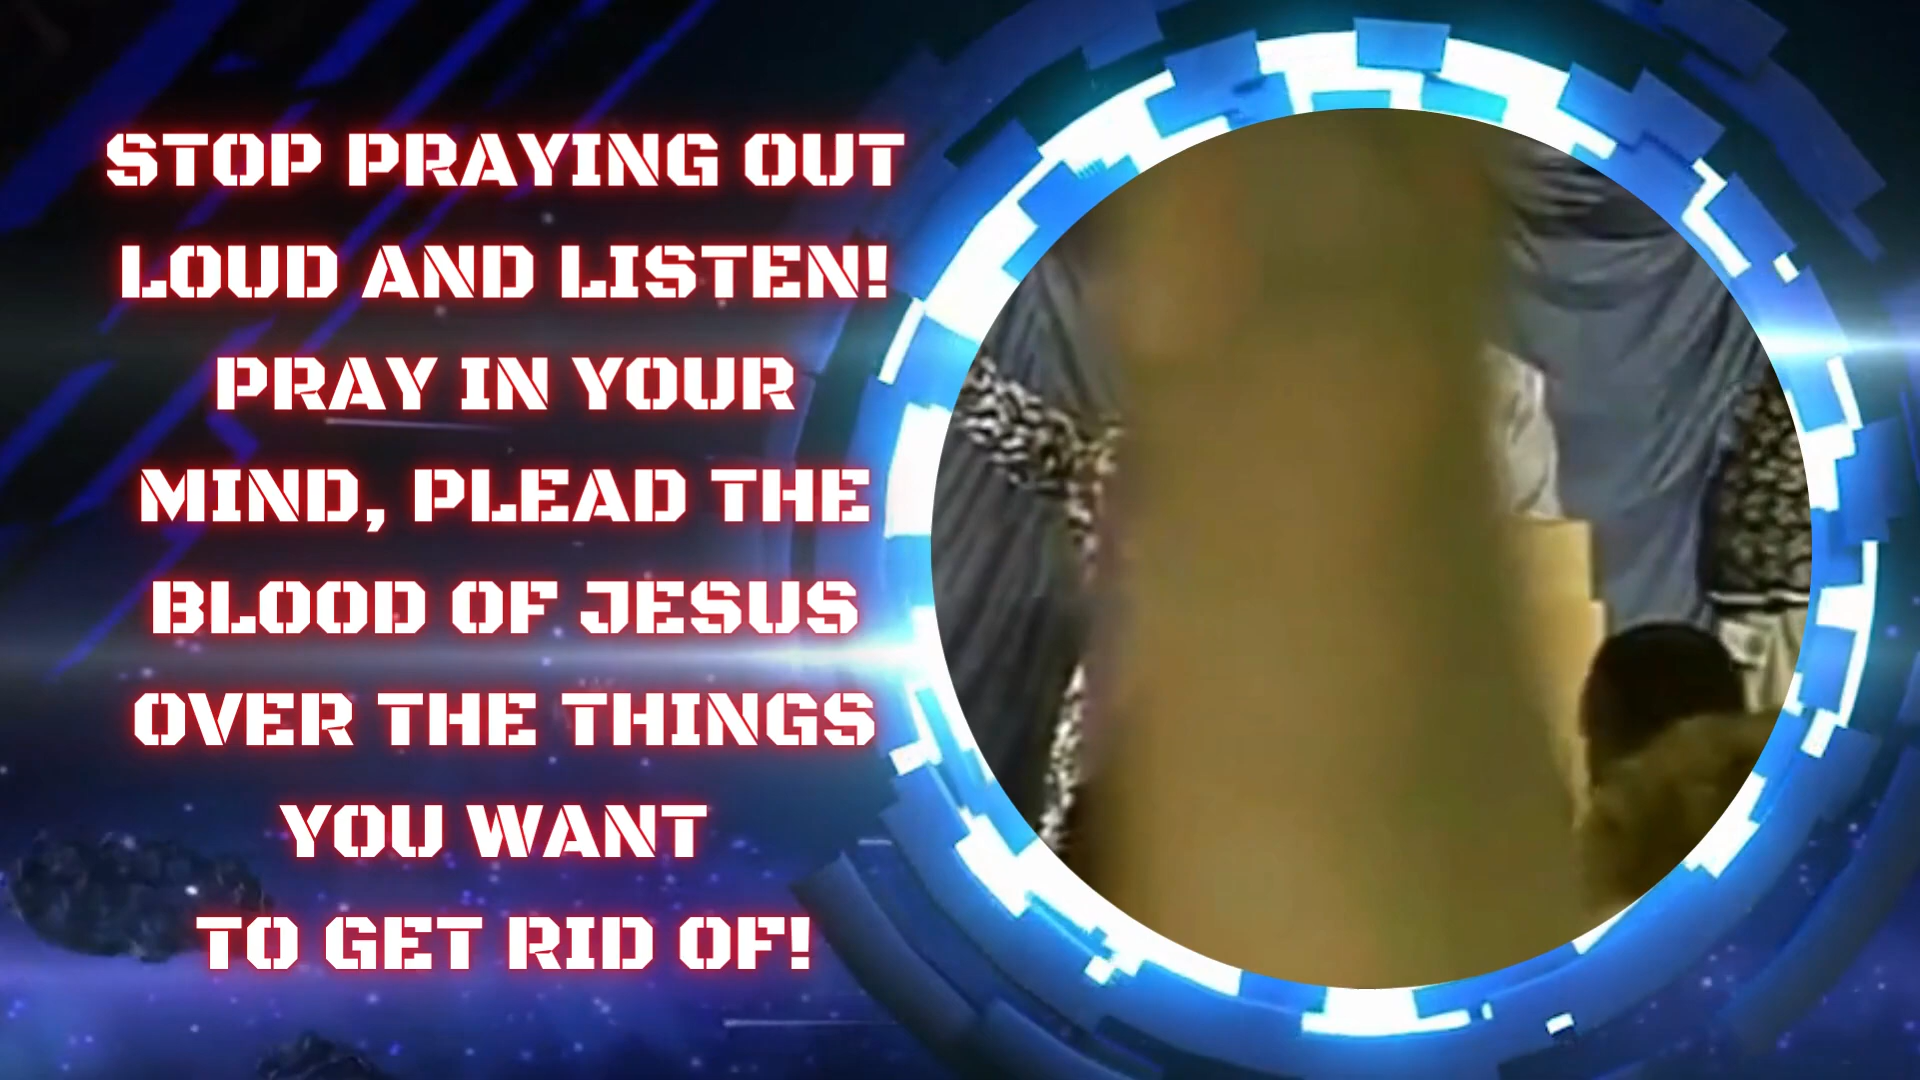 STOP PRAYING OUT
LOUD AND LISTEN!
PRAY IN YOUR
MIND, PLEAD THE
BLOOD OF JESUS
OVER THE THINGS
YOU WANT
TO GET RID OF!